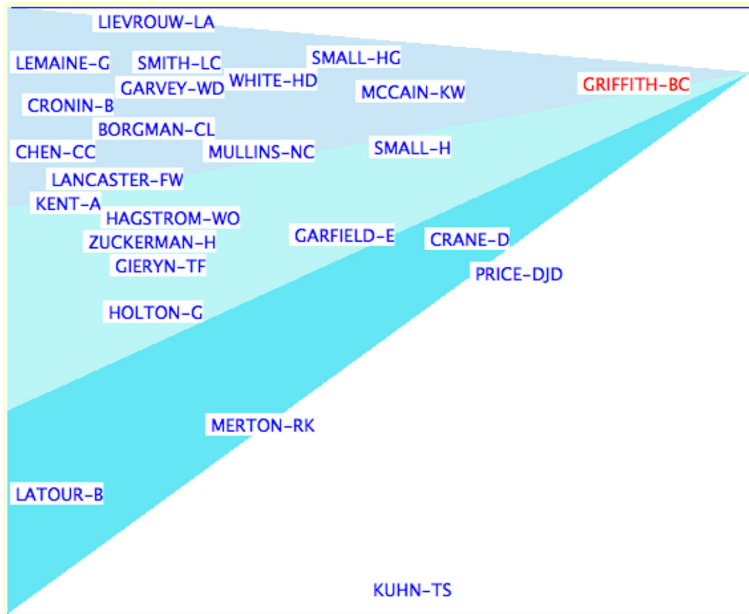 LIEVROUW-LA
SMALL-HG
LEMAINE-G
SMITH-LC
WHITE-HD
GRIFFITH-BC
GARVEY-WD
MCCAIN-KW
CRONIN-B
BORGMAN-CL
SMALL-H
CHEN-CC
MULLINS-NC
LANCASTER-FW
KENT-A
HAGSTROM-WO
GARFIELD-E
CRANE-D
ZUCKERMAN-H
GIERYN-TF
PRICE-DJD
HOLTON-G
MERTON-RK
LATOUR-B
KUHN-TS